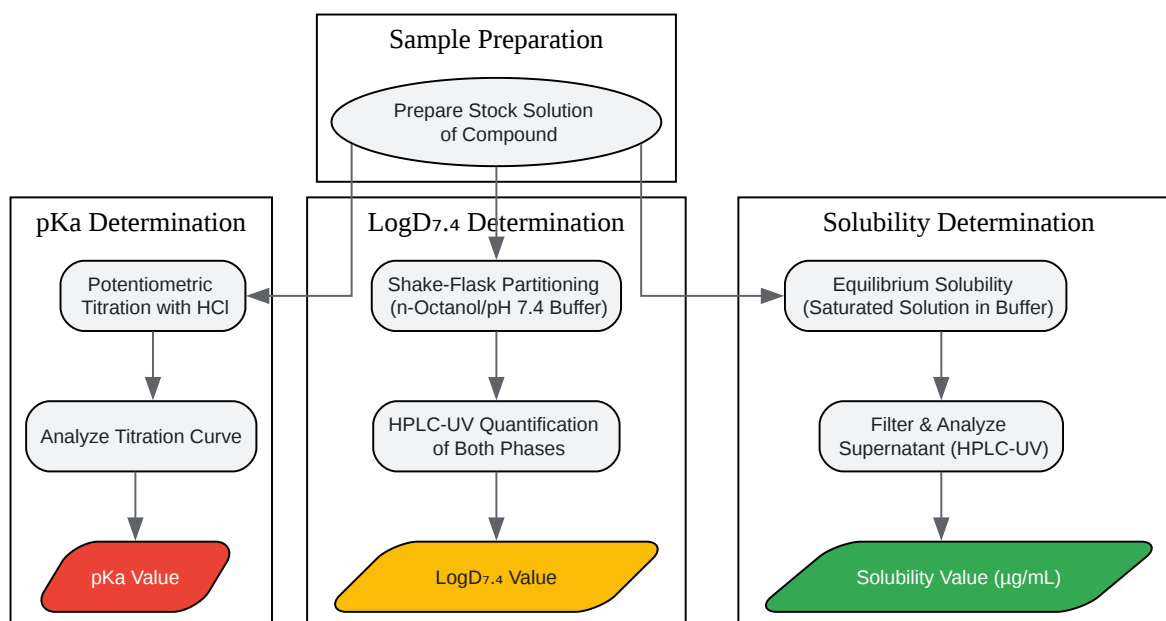 Sample Preparation
Prepare Stock Solution
of Compound
pKa Determination
Potentiometric
Titration with HCl
Analyze Titration Curve
pKa Value
LogD₇.₄ Determination
Shake-Flask Partitioning
(n-Octanol/pH 7.4 Buffer)
HPLC-UV Quantification
of Both Phases
LogD₇.₄ Value
Solubility Determination
Equilibrium Solubility
(Saturated Solution in Buffer)
Filter & Analyze
Supernatant (HPLC-UV)
Solubility Value (µg/mL)